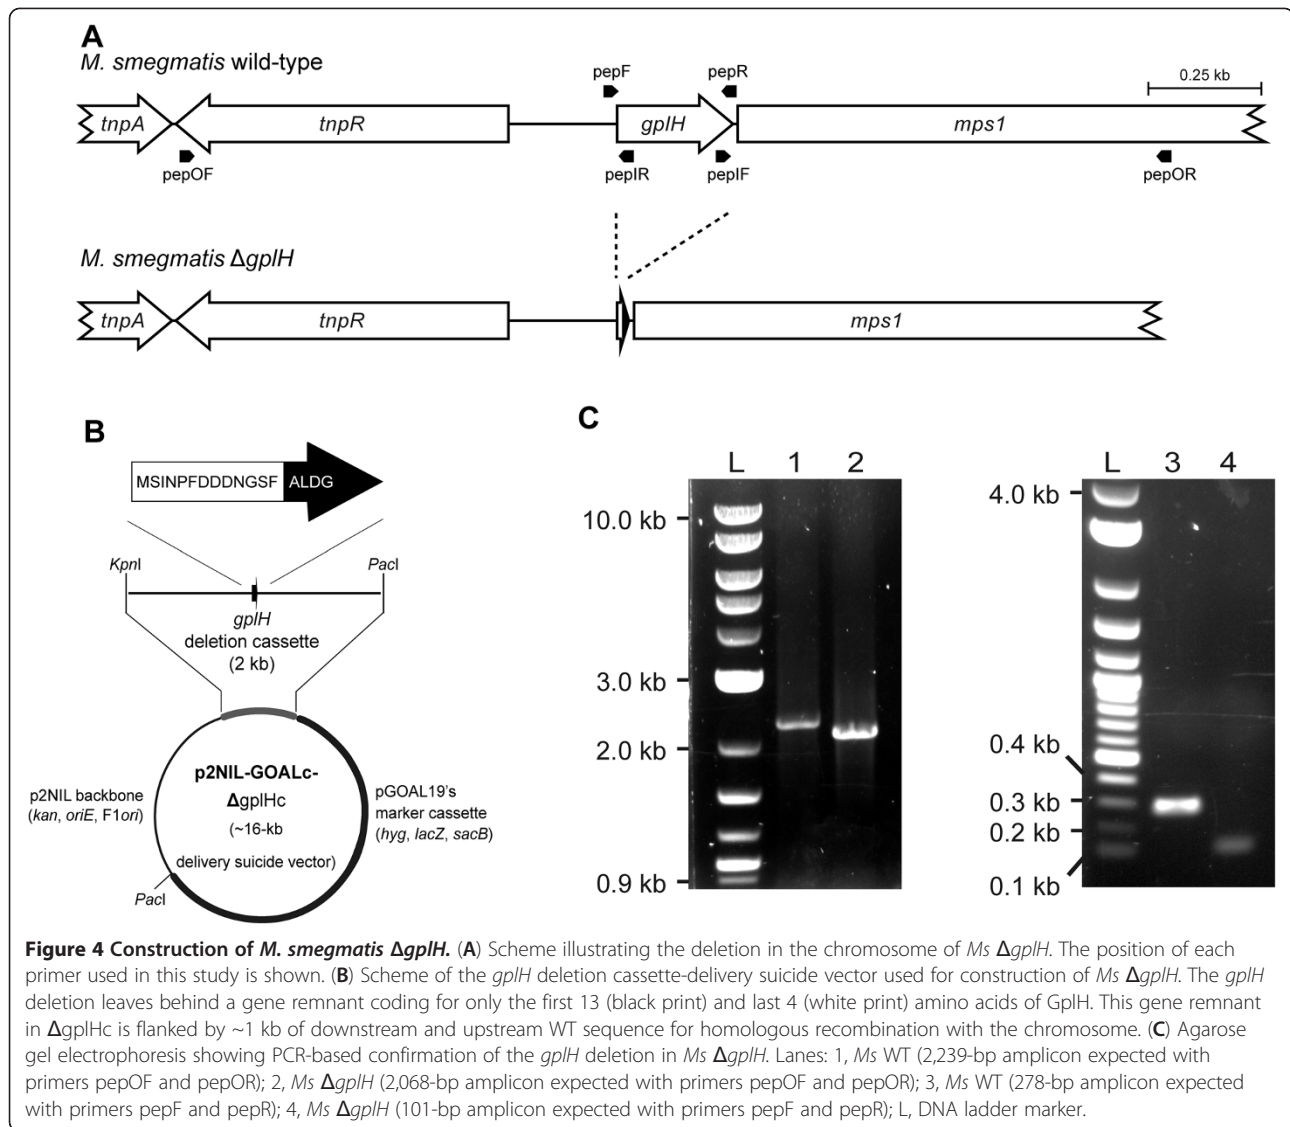 A
M. smegmatis wild-type
pepF
pepR
0.25 kb
tnpA
tnpR
gplH
mps1
pepOF
pepIR
pepIF
pepOR
M. smegmatis ΔgplH
tnpA
tnpR
mps1
B
MSINPFDDDNGSF ALDG
KpnI
PacI
gplH
deletion cassette
(2 kb)
p2NIL-GOALc-
ΔgplHc
(~16-kb
delivery suicide vector)
p2NIL backbone
(kan, oriE, F1ori)
pGOAL19's
marker cassette
(hyg, lacZ, sacB)
PacI
C
L 1 2
10.0 kb
3.0 kb
2.0 kb
0.9 kb
L 3 4
4.0 kb
0.4 kb
0.3 kb
0.2 kb
0.1 kb
Figure 4 Construction of M. smegmatis ΔgplH. (A) Scheme illustrating the deletion in the chromosome of Ms ΔgplH. The position of each
primer used in this study is shown. (B) Scheme of the gplH deletion cassette-delivery suicide vector used for construction of Ms ΔgplH. The gplH
deletion leaves behind a gene remnant coding for only the first 13 (black print) and last 4 (white print) amino acids of GplH. This gene remnant
in ΔgplHc is flanked by ~1 kb of downstream and upstream WT sequence for homologous recombination with the chromosome. (C) Agarose
gel electrophoresis showing PCR-based confirmation of the gplH deletion in Ms ΔgplH. Lanes: 1, Ms WT (2,239-bp amplicon expected with
primers pepOF and pepOR); 2, Ms ΔgplH (2,068-bp amplicon expected with primers pepOF and pepOR); 3, Ms WT (278-bp amplicon expected
with primers pepF and pepR); 4, Ms ΔgplH (101-bp amplicon expected with primers pepF and pepR); L, DNA ladder marker.